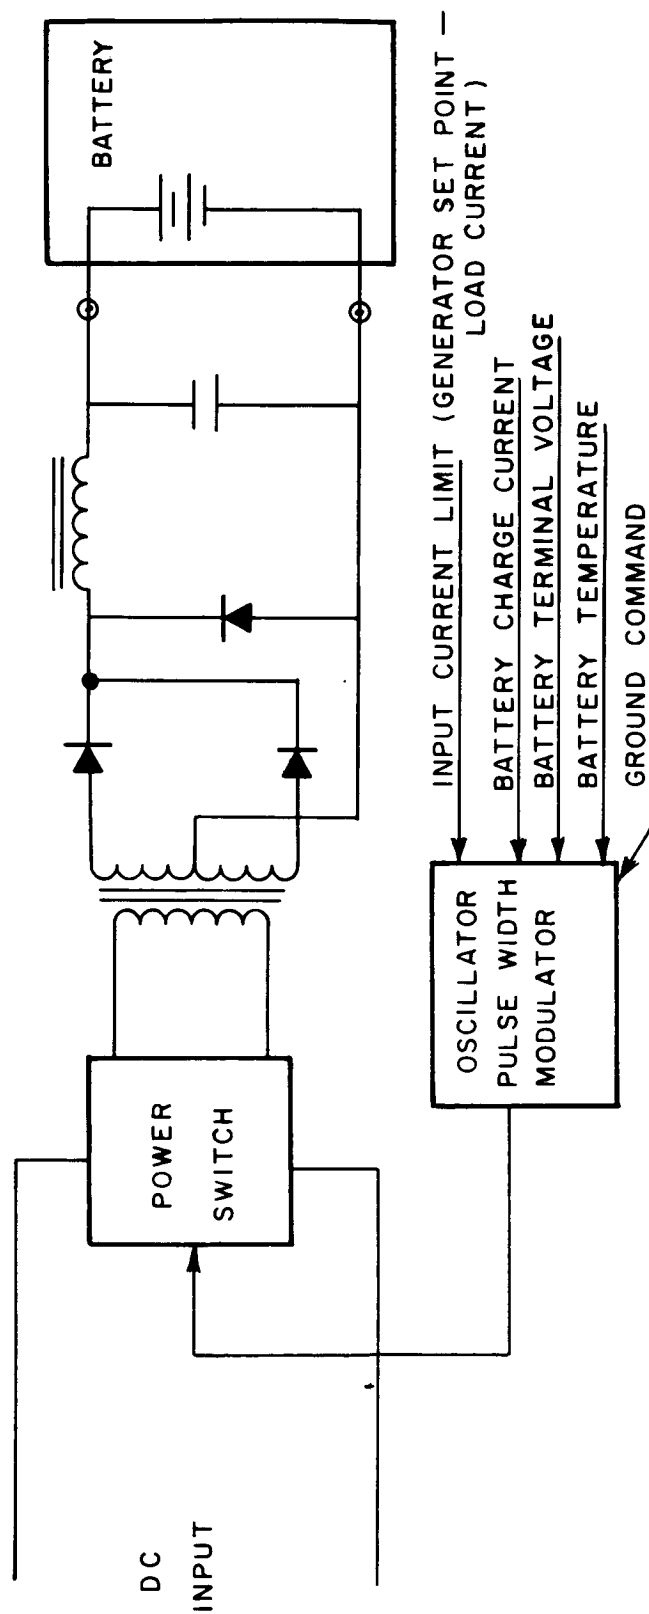 DC
INPUT
POWER
SWITCH
BATTERY
OSCILLATOR
PULSE WIDTH
MODULATOR
INPUT CURRENT LIMIT (GENERATOR SET POINT —
LOAD CURRENT)
BATTERY CHARGE CURRENT
BATTERY TERMINAL VOLTAGE
BATTERY TEMPERATURE
GROUND COMMAND